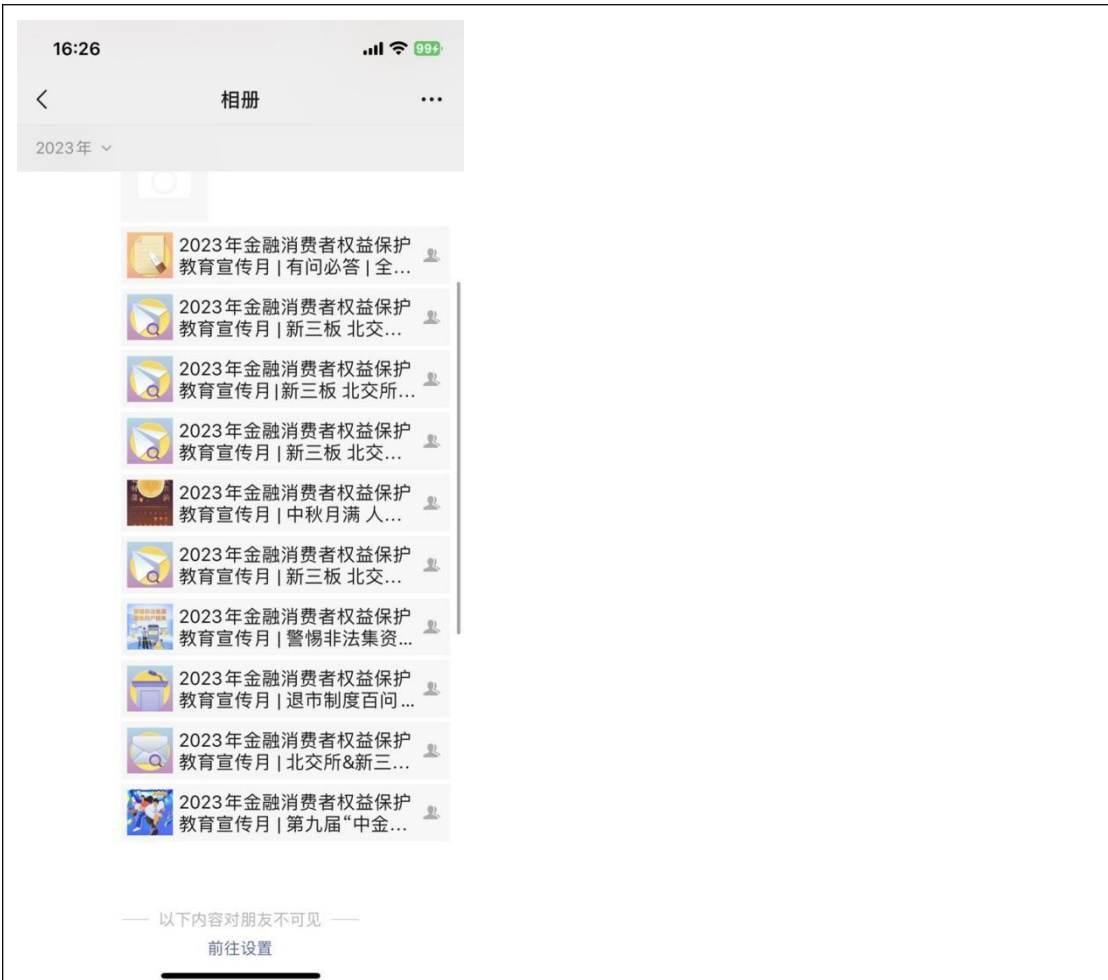 16:26
99
相册
2023年
2023年金融消费者权益保护
教育宣传月 | 有问必答 | 全...
2023年金融消费者权益保护
教育宣传月 | 新三板 北交...
2023年金融消费者权益保护
教育宣传月|新三板 北交所...
2023年金融消费者权益保护
教育宣传月 | 新三板 北交...
2023年金融消费者权益保护
教育宣传月 | 中秋月满 人...
2023年金融消费者权益保护
教育宣传月 | 新三板 北交...
2023年金融消费者权益保护
教育宣传月 | 警惕非法集资...
2023年金融消费者权益保护
教育宣传月 | 退市制度百问...
2023年金融消费者权益保护
教育宣传月 | 北交所&新三...
2023年金融消费者权益保护
教育宣传月 | 第九届“中金...
以下内容对朋友不可见
前往设置